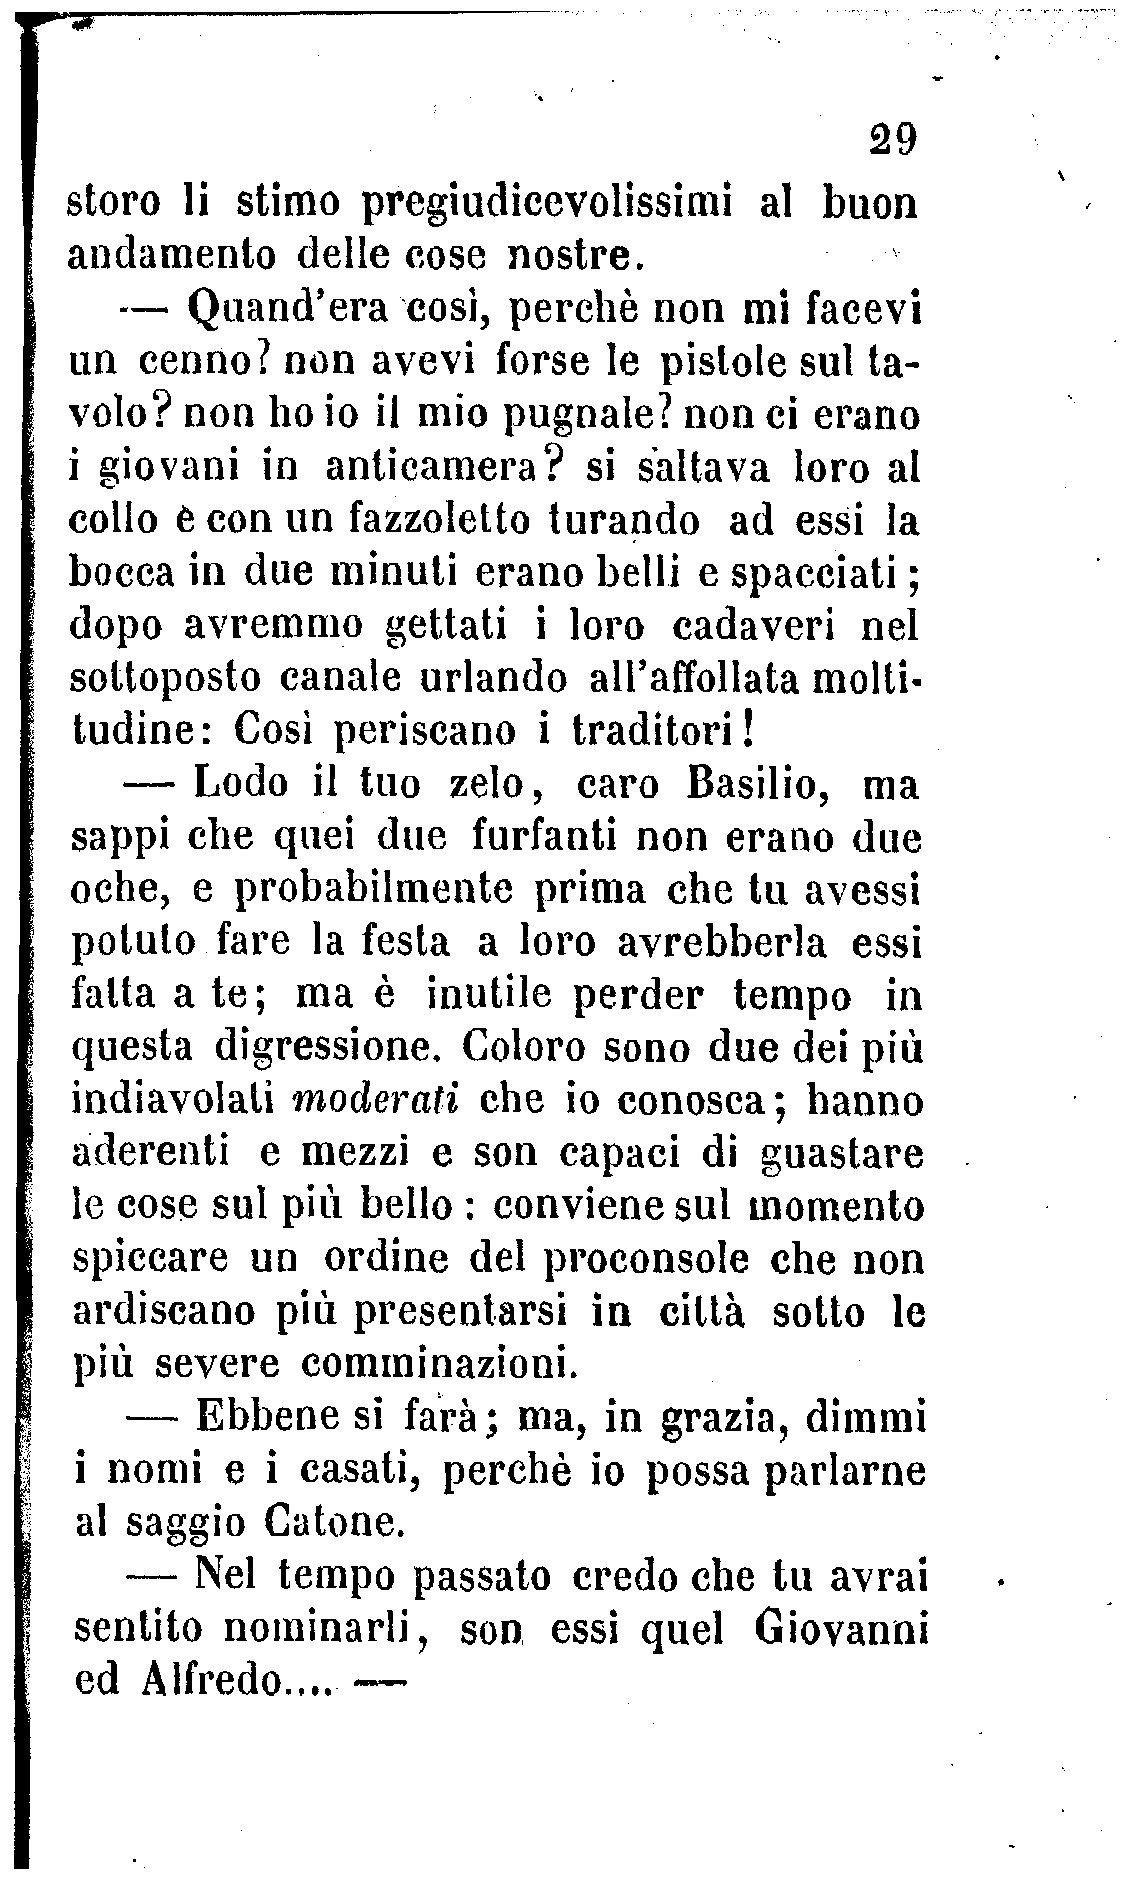 29
storo li stimo pregiudicevolissimi al buon
andamento delle cose nostre.
— Quand'era così, perchè non mi facevi
un cenno? non avevi forse le pistole sul ta-
volo? non ho io il mio pugnale? non ci erano
i giovani in anticamera? si saltava loro al
collo e con un fazzoletto turando ad essi la
bocca in due minuti erano belli e spacciati;
dopo avremmo gettati i loro cadaveri nel
sottoposto canale urlando all'affollata molti-
tudine: Così periscano i traditori!
— Lodo il tuo zelo, caro Basilio, ma
sappi che quei due furfanti non erano due
oche, e probabilmente prima che tu avessi
potuto fare la festa a loro avrebberla essi
fatta a te; ma è inutile perder tempo in
questa digressione. Coloro sono due dei più
indiavolati moderati che io conosca; hanno
aderenti e mezzi e son capaci di guastare
le cose sul più bello: conviene sul momento
spiccare un ordine del proconsole che non
ardiscano più presentarsi in città sotto le
più severe comminazioni.
— Ebbene si farà; ma, in grazia, dimmi
i nomi e i casati, perchè io possa parlarne
al saggio Catone.
— Nel tempo passato credo che tu avrai
sentito nominarli, son essi quel Giovanni
ed Alfredo.... —